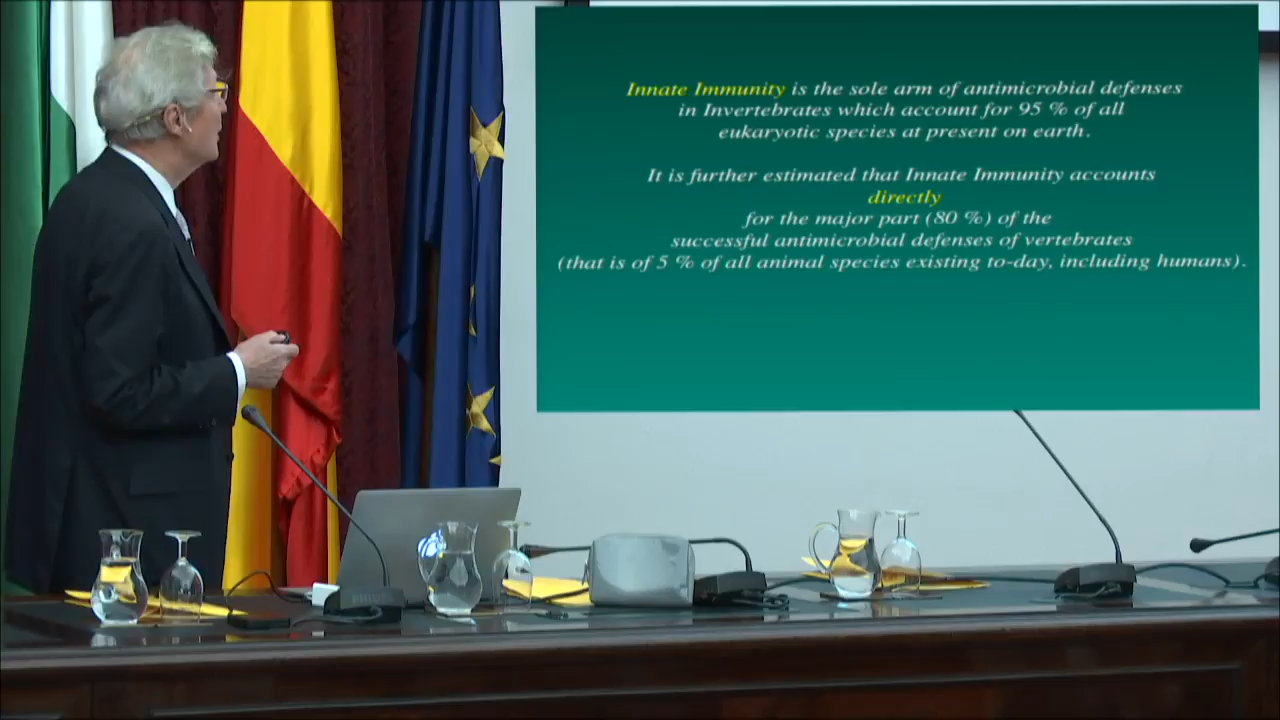 Innate Immunity is the sole arm of antimicrobial defenses
in Invertebrates which account for 95 % of all
eukaryotic species at present on earth.
It is further estimated that Innate Immunity accounts
directly
for the major part (80 %) of the
successful antimicrobial defenses of vertebrates
(that is of 5 % of all animal species existing to-day, including humans).